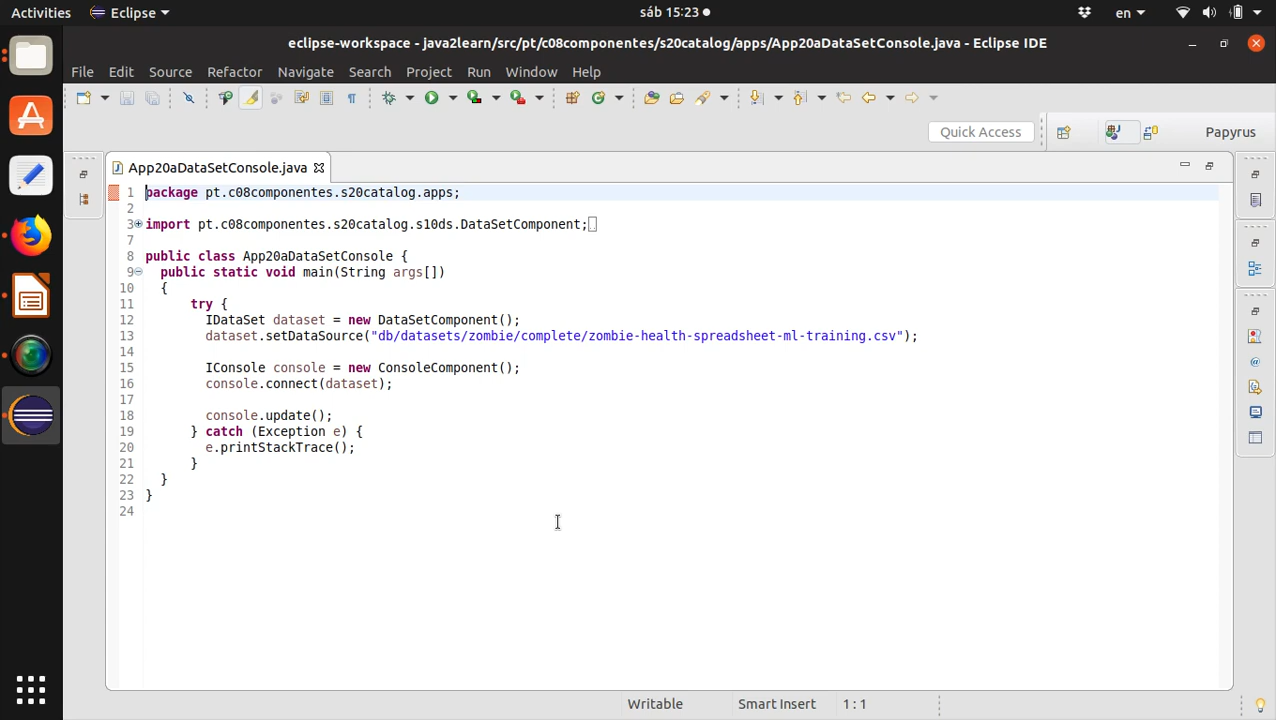 Activities Eclipse sáb 15:23 en
eclipse-workspace - java2learn/src/pt/c08componentes/s20catalog/apps/App20aDataSetConsole.java - Eclipse IDE
File Edit Source Refactor Navigate Search Project Run Window Help
Quick Access Papyrus
App20aDataSetConsole.java
1 package pt.c08componentes.s20catalog.apps;
2
3 import pt.c08componentes.s20catalog.s10ds.DataSetComponent;
7
8 public class App20aDataSetConsole {
9 public static void main(String args[])
10 {
11 try {
12 IDataSet dataset = new DataSetComponent();
13 dataset.setDataSource("db/datasets/zombie/complete/zombie-health-spreadsheet-ml-training.csv");
14
15 IConsole console = new ConsoleComponent();
16 console.connect(dataset);
17
18 console.update();
19 } catch (Exception e) {
20 e.printStackTrace();
21 }
22 }
23 }
24
Writable Smart Insert 1 : 1